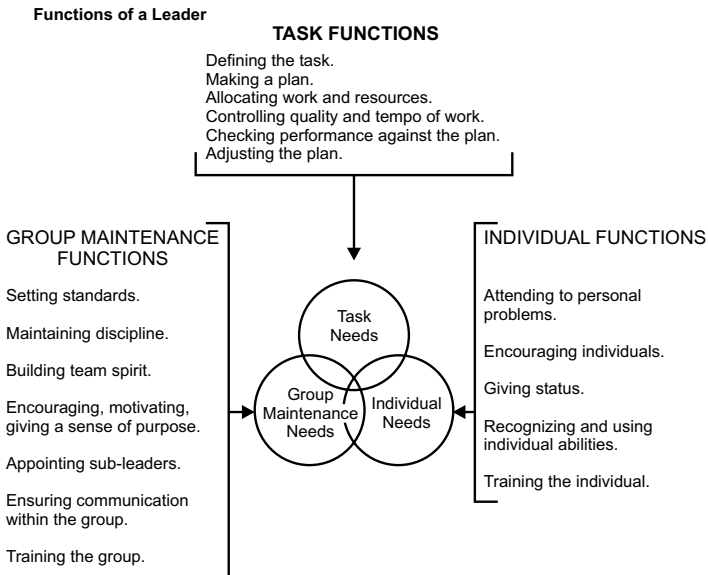 Functions of a Leader
TASK FUNCTIONS
Defining the task.
Making a plan.
Allocating work and resources.
Controlling quality and tempo of work.
Checking performance against the plan.
Adjusting the plan.
GROUP MAINTENANCE
FUNCTIONS
Setting standards.
Maintaining discipline.
Building team spirit.
Encouraging, motivating,
giving a sense of purpose.
Appointing sub-leaders.
Ensuring communication
within the group.
Training the group.
Task
Needs
Group
Maintenance
Needs
Individual
Needs
INDIVIDUAL FUNCTIONS
Attending to personal
problems.
Encouraging individuals.
Giving status.
Recognizing and using
individual abilities.
Training the individual.